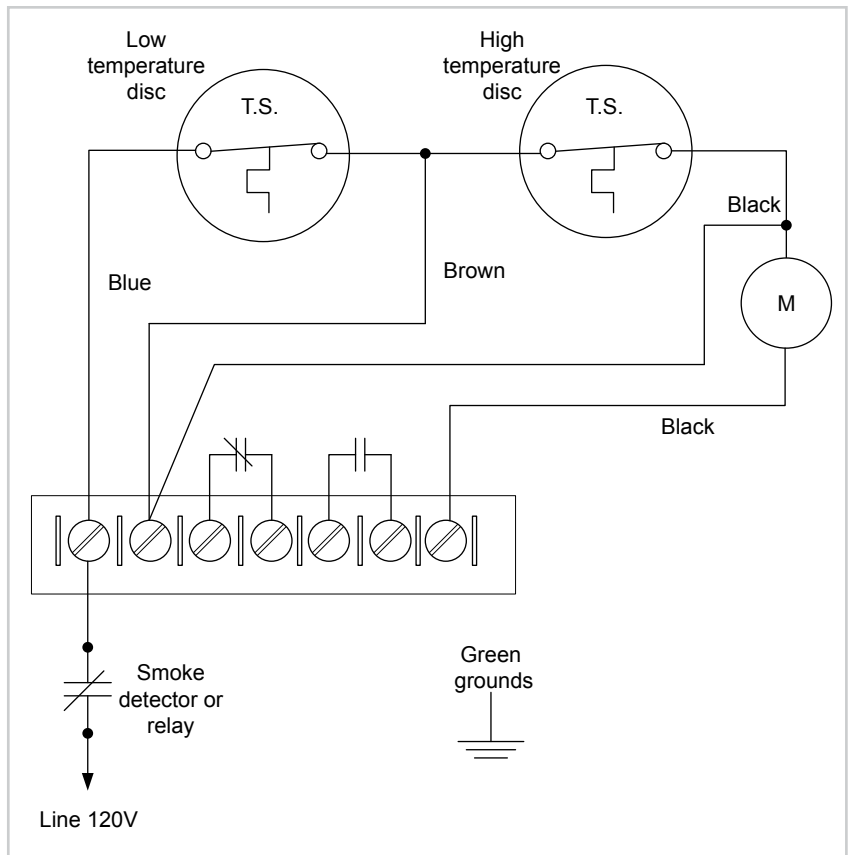 Low
temperature
disc
High
temperature
disc
T.S.
T.S.
Black
Blue
Brown
M
Black
Smoke
detector or
relay
Green
grounds
Line 120V